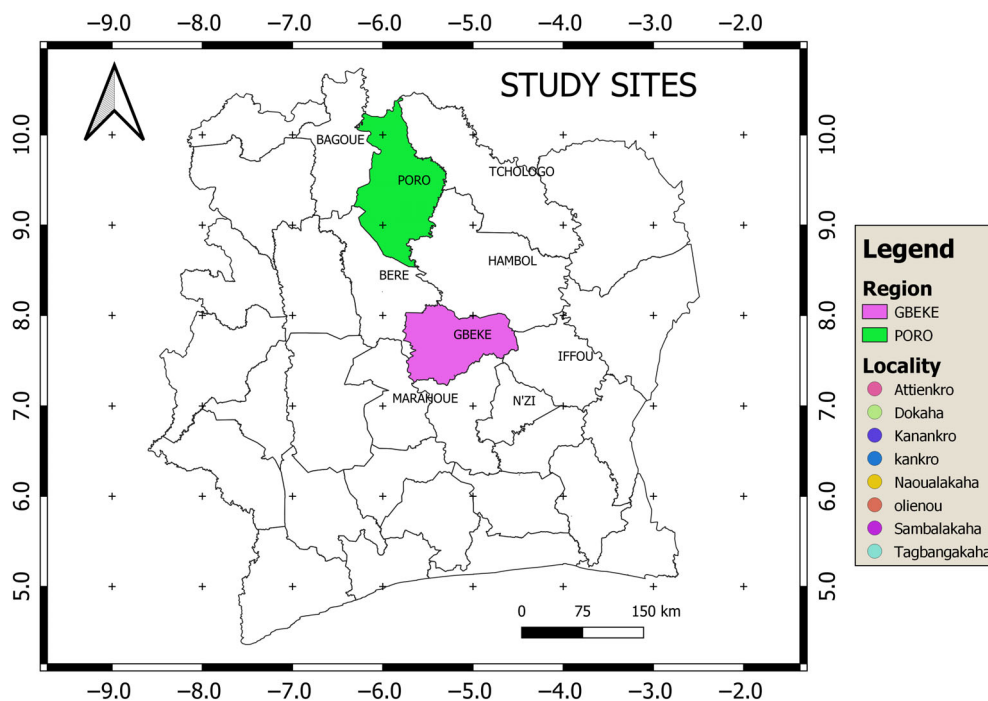 −9.0 −8.0 −7.0 −6.0 −5.0 −4.0 −3.0 −2.0
STUDY SITES
10.0 10.0
BAGOUE
TCHOLOGO
PORO
9.0 9.0
HAMBOL
BERE
8.0 8.0
GBEKE
IFFOU
MARAHOUE
N'ZI
7.0 7.0
6.0 6.0
5.0 5.0
0 75 150 km
−9.0 −8.0 −7.0 −6.0 −5.0 −4.0 −3.0 −2.0
Legend
Region
GBEKE
PORO
Locality
Attienkro
Dokaha
Kanankro
kankro
Naoualakaha
olienou
Sambalakaha
Tagbangakaha